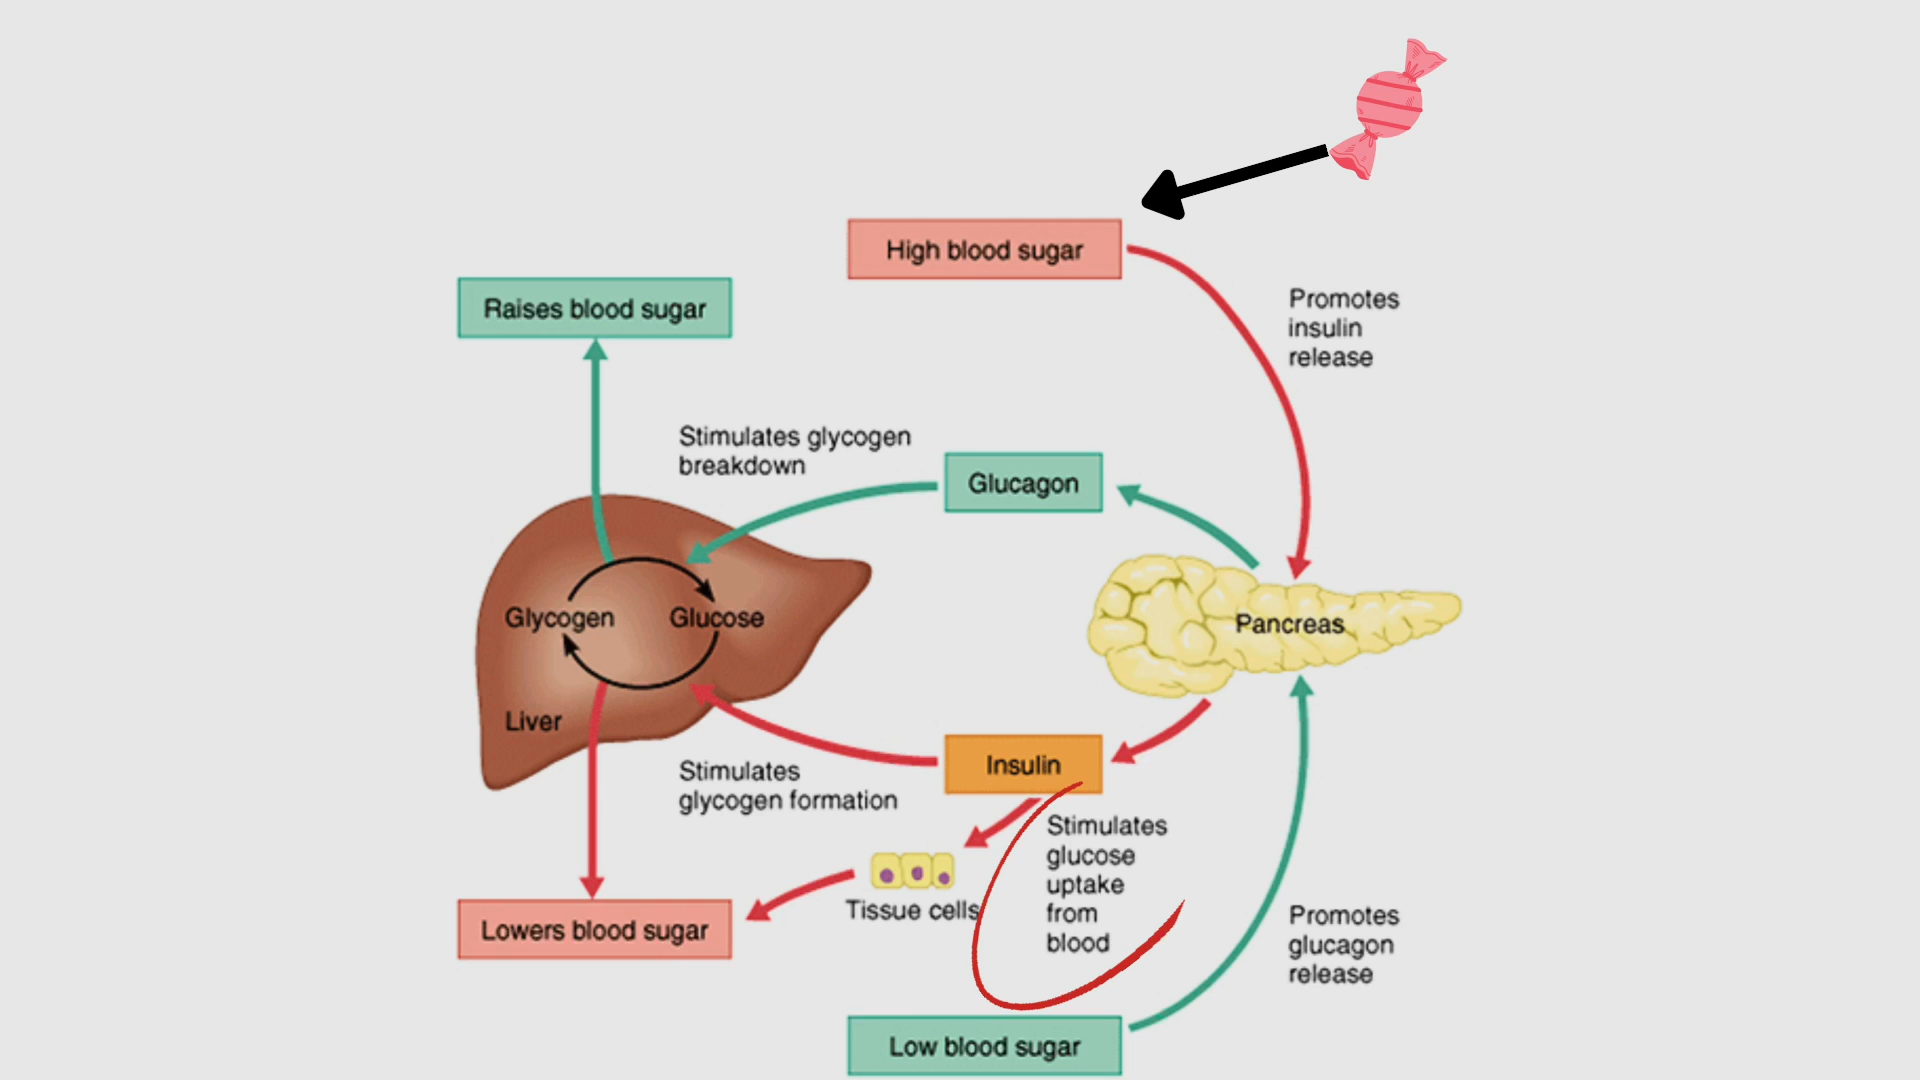 High blood sugar
Raises blood sugar
Promotes
insulin
release
Stimulates glycogen
breakdown
Glucagon
Glycogen
Glucose
Pancreas
Liver
Insulin
Stimulates
glycogen formation
Stimulates
glucose
uptake
from
blood
Tissue cells
Lowers blood sugar
Promotes
glucagon
release
Low blood sugar